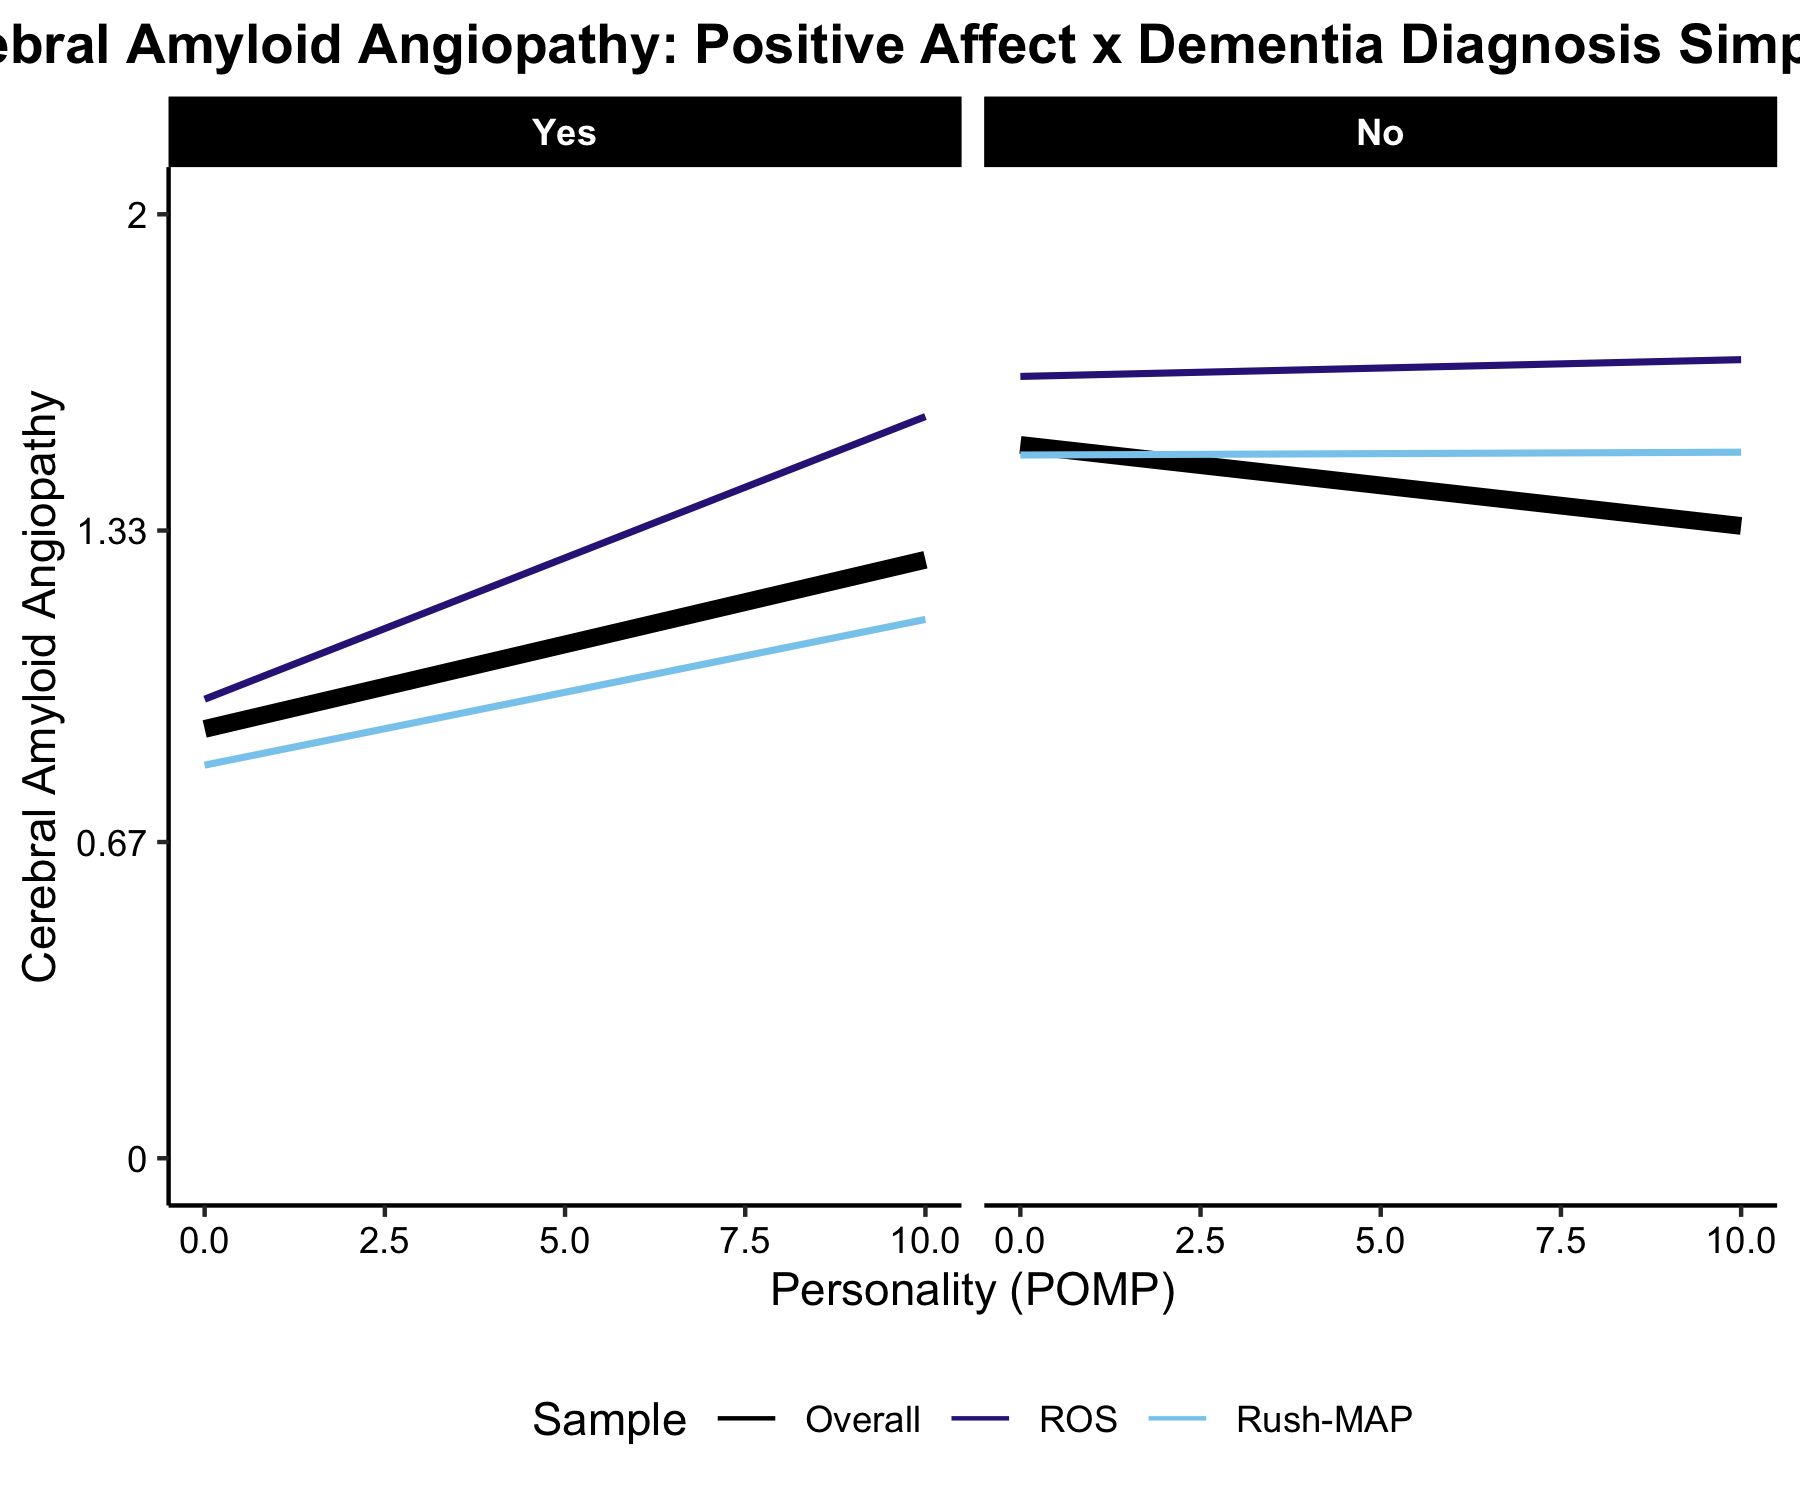 ebral Amyloid Angiopathy: Positive Affect x Dementia Diagnosis Simp
Yes
No
Cerebral Amyloid Angiopathy
2
1.33
0.67
0
0.0 2.5 5.0 7.5 10.0 0.0 2.5 5.0 7.5 10.0
Personality (POMP)
Sample Overall ROS Rush-MAP